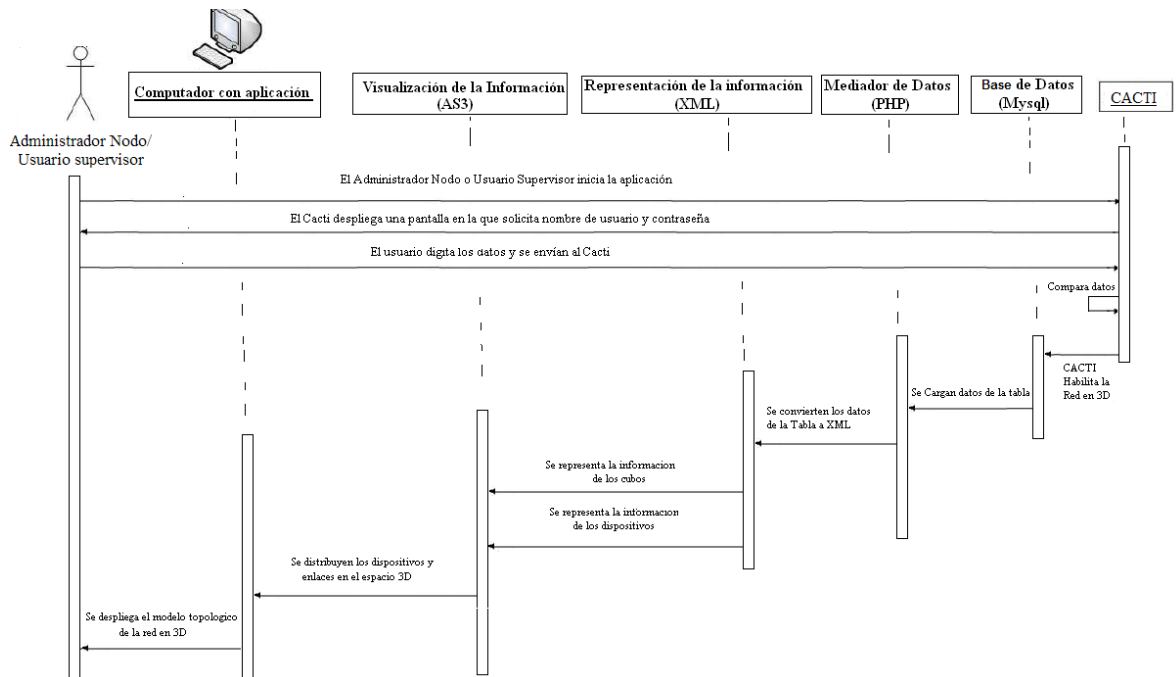 Computador con aplicación
Visualización de la Información
(AS3)
Representación de la información
(XML)
Mediador de Datos
(PHP)
Base de Datos
(Mysql)
CACTI
Administrador Nodo/
Usuario supervisor
El Administrador Nodo o Usuario Supervisor inicia la aplicación
El Cacti despliega una pantalla en la que solicita nombre de usuario y contraseña
El usuario digita los datos y se envían al Cacti
Compara datos
CACTI
Habilita la
Red en 3D
Se Cargan datos de la tabla
Se convierten los datos
de la Tabla a XML
Se representa la informacion
de los cubos
Se representa la informacion
de los dispositivos
Se distribuyen los dispositivos y
enlaces en el espacio 3D
Se despliega el modelo topologico
de la red en 3D